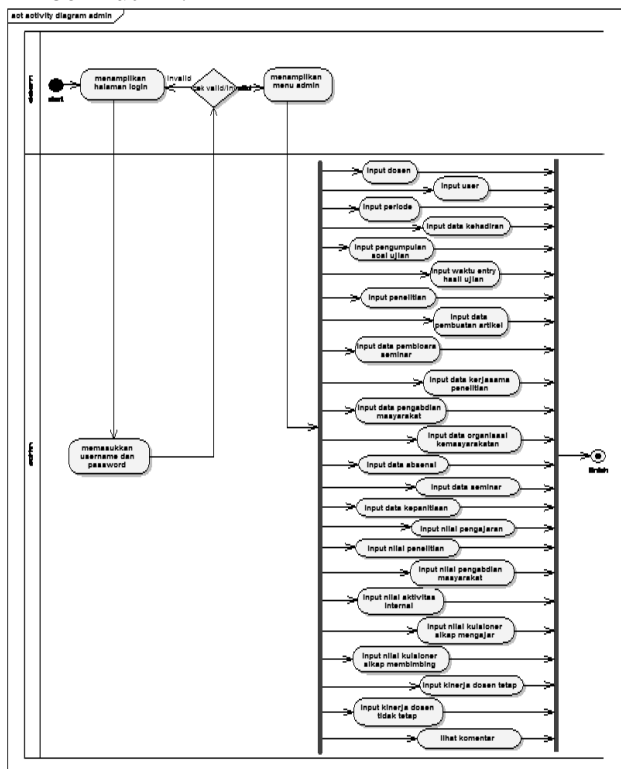 act activity diagram admin
menampilkan
halaman login
invalid
cek valid/invalid
valid
menampilkan
menu admin
start
input dosen
input user
input periode
input data kehadiran
input pengumpulan
soal ujian
input waktu entry
hasil ujian
input penelitian
input data
pembuatan artikel
input data pembicara
seminar
input data kerjasama
penelitian
input data pengabdian
masyarakat
input data organisasi
kemasyarakatan
memasukkan
username dan
password
input data absensi
finish
input data seminar
input data kepanitiaan
input nilai pengajaran
input nilai penelitian
input nilai pengabdian
masyarakat
input nilai aktivitas
internal
input nilai kuisioner
sikap mengajar
input nilai kuisioner
sikap membimbing
input kinerja dosen tetap
input kinerja dosen
tidak tetap
lihat komentar
admin